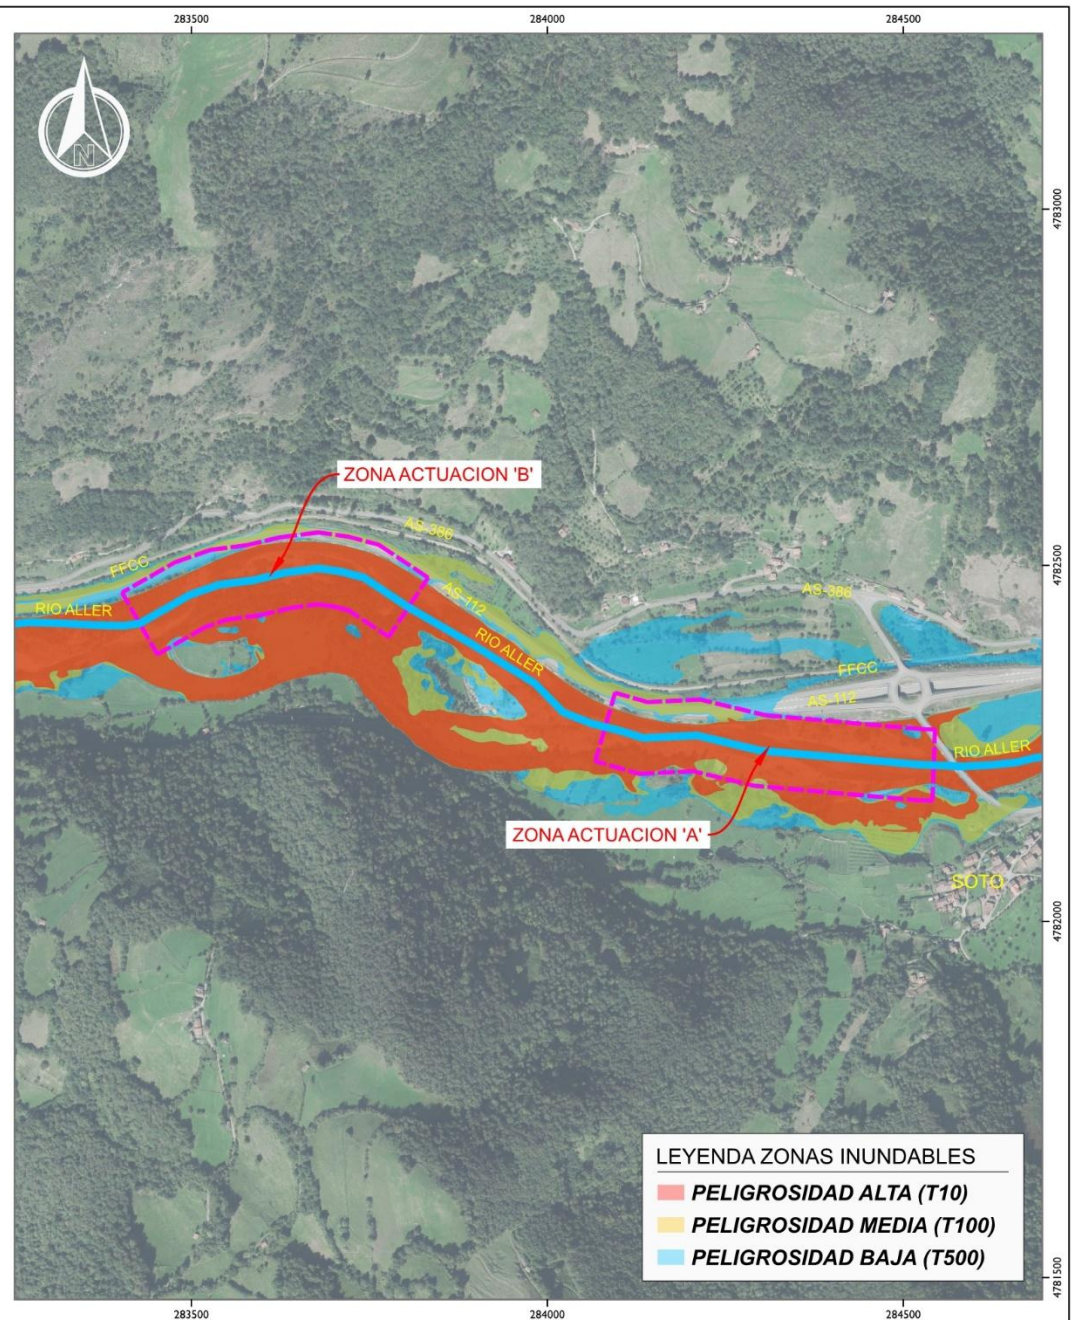 283500
284000
284500
N
4783000
ZONA ACTUACION 'B'
AS-386
FFCC
4782500
AS-386
AS-112
RIO ALLER
RIO ALLER
FFCC
AS-112
RIO ALLER
ZONA ACTUACION 'A'
SOTO
4782000
LEYENDA ZONAS INUNDABLES
PELIGROSIDAD ALTA (T10)
PELIGROSIDAD MEDIA (T100)
PELIGROSIDAD BAJA (T500)
4781500
283500
284000
284500